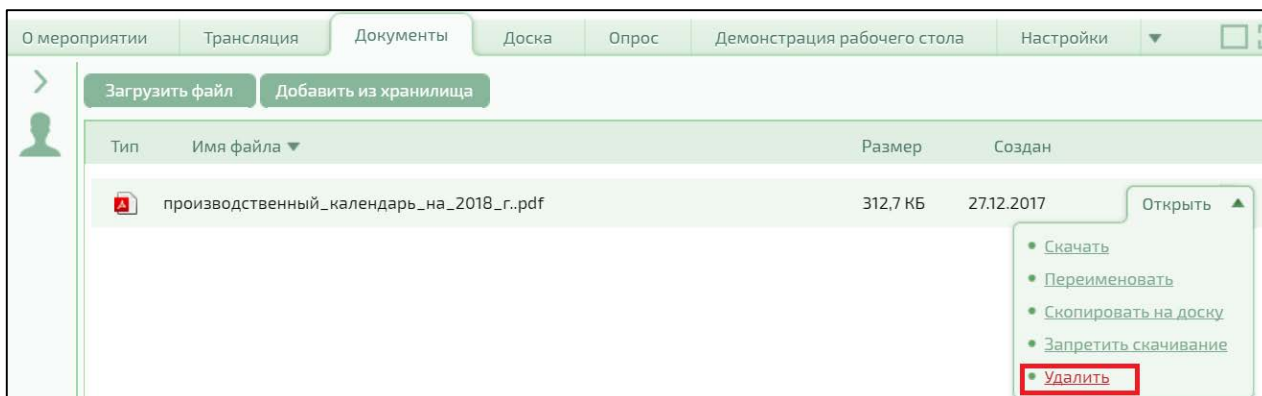 О мероприятии Трансляция Документы Доска Опрос Демонстрация рабочего стола Настройки
Загрузить файл Добавить из хранилища
Тип Имя файла Размер Создан
производственный_календарь_на_2018_г..pdf 312,7 КБ 27.12.2017 Открыть
Скачать
Переименовать
Скопировать на доску
Запретить скачивание
Удалить